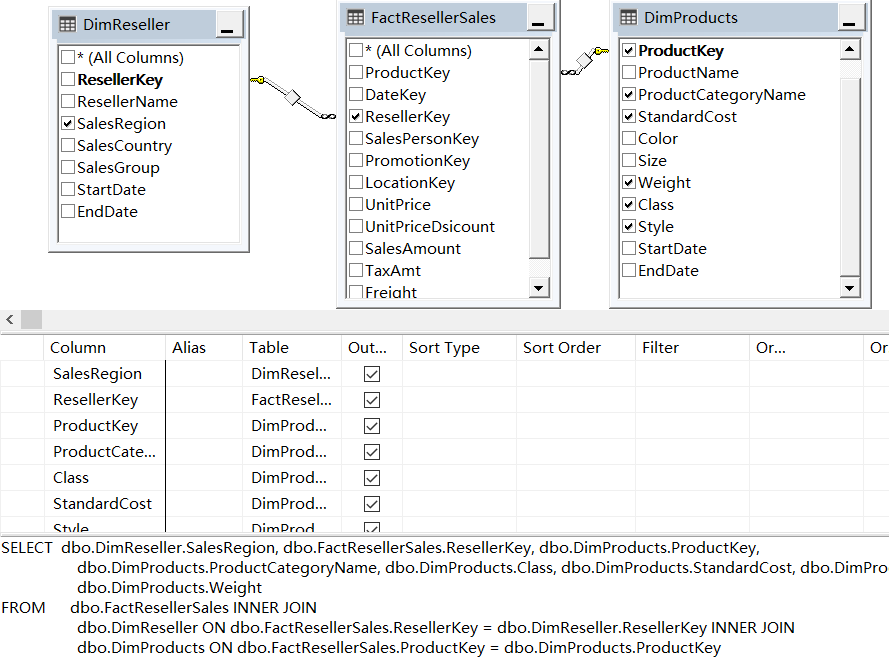 DimReseller
* (All Columns)
ResellerKey
ResellerName
SalesRegion
SalesCountry
SalesGroup
StartDate
EndDate
FactResellerSales
* (All Columns)
ProductKey
DateKey
ResellerKey
SalesPersonKey
PromotionKey
LocationKey
UnitPrice
UnitPriceDsicount
SalesAmount
TaxAmt
Freight
DimProducts
ProductKey
ProductName
ProductCategoryName
StandardCost
Color
Size
Weight
Class
Style
StartDate
EndDate
Column Alias Table Out... Sort Type Sort Order Filter Or... Or
SalesRegion DimResel...
ResellerKey FactResel...
ProductKey DimProd...
ProductCate... DimProd...
Class DimProd...
StandardCost DimProd...
Style DimProd
SELECT dbo.DimReseller.SalesRegion, dbo.FactResellerSales.ResellerKey, dbo.DimProducts.ProductKey,
dbo.DimProducts.ProductCategoryName, dbo.DimProducts.Class, dbo.DimProducts.StandardCost, dbo.DimPro
dbo.DimProducts.Weight
FROM dbo.FactResellerSales INNER JOIN
dbo.DimReseller ON dbo.FactResellerSales.ResellerKey = dbo.DimReseller.ResellerKey INNER JOIN
dbo.DimProducts ON dbo.FactResellerSales.ProductKey = dbo.DimProducts.ProductKey